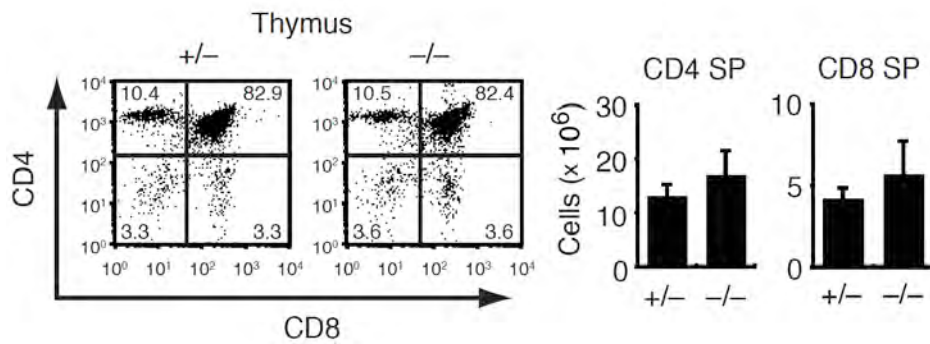 Thymus
+/– –/–
CD4 SP CD8 SP
10⁴ 10.4 82.9 10⁴ 10.5 82.4
10³ 10³
10² 10²
10¹ 10¹
10⁰ 3.3 3.3 10⁰ 3.6 3.6
10⁰ 10¹ 10² 10³ 10⁴ 10⁰ 10¹ 10² 10³ 10⁴
CD4
CD8
Cells (x 10⁶)
30
20
10
0
+/– –/–
10
5
0
+/– –/–